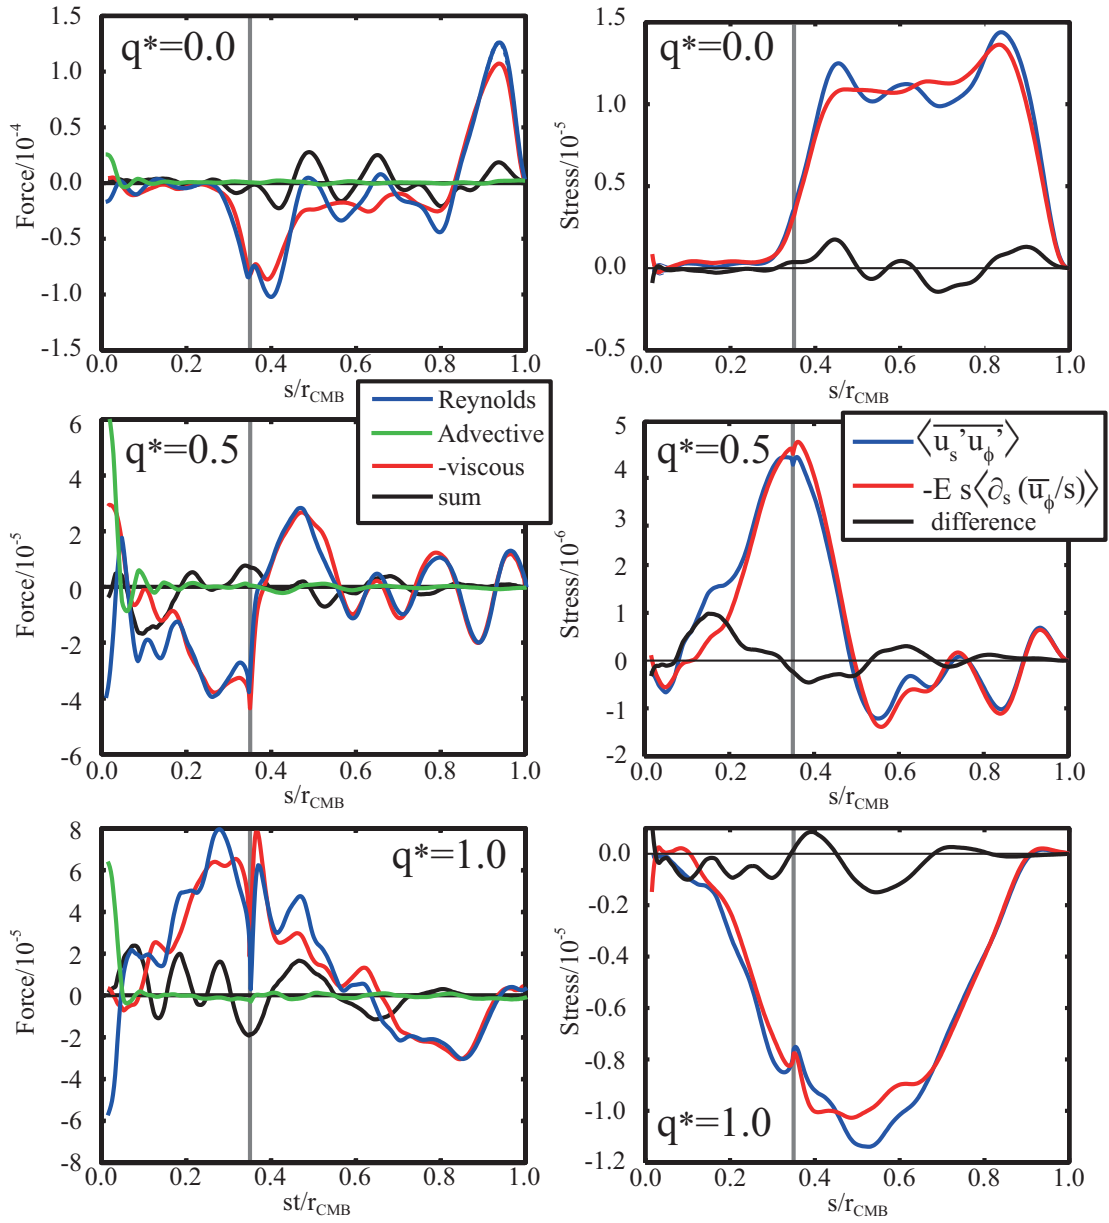 q*=0.0
Force/10⁻⁴
1.5
1.0
0.5
0.0
-0.5
-1.0
-1.5
0.0 0.2 0.4 0.6 0.8 1.0
s/r_CMB
q*=0.0
Stress/10⁻⁵
1.5
1.0
0.5
0.0
-0.5
0.0 0.2 0.4 0.6 0.8 1.0
s/r_CMB
q*=0.5
Force/10⁻⁵
6
4
2
0
-2
-4
-6
0.0 0.2 0.4 0.6 0.8 1.0
s/r_CMB
Reynolds
Advective
-viscous
sum
q*=0.5
Stress/10⁻⁶
5
4
3
2
1
0
-1
-2
0.0 0.2 0.4 0.6 0.8 1.0
s/r_CMB
⟨u_s’u_ϕ’⟩
-E s⟨∂_s (u̅_ϕ/s)⟩
difference
q*=1.0
Force/10⁻⁵
8
6
4
2
0
-2
-4
-6
-8
0.0 0.2 0.4 0.6 0.8 1.0
st/r_CMB
q*=1.0
Stress/10⁻⁵
0.0
-0.2
-0.4
-0.6
-0.8
-1.0
-1.2
0.0 0.2 0.4 0.6 0.8 1.0
s/r_CMB